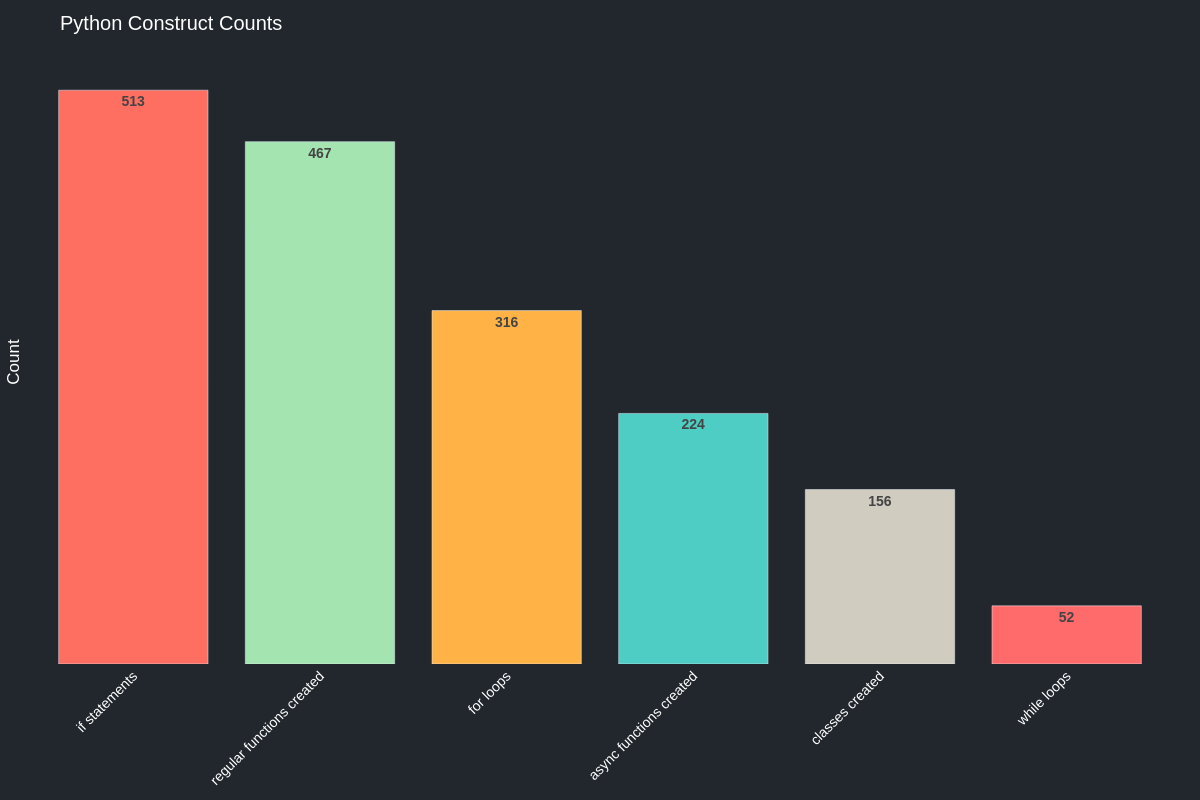 Python Construct Counts
Count
513
467
316
224
156
52
if statements
regular functions created
for loops
async functions created
classes created
while loops